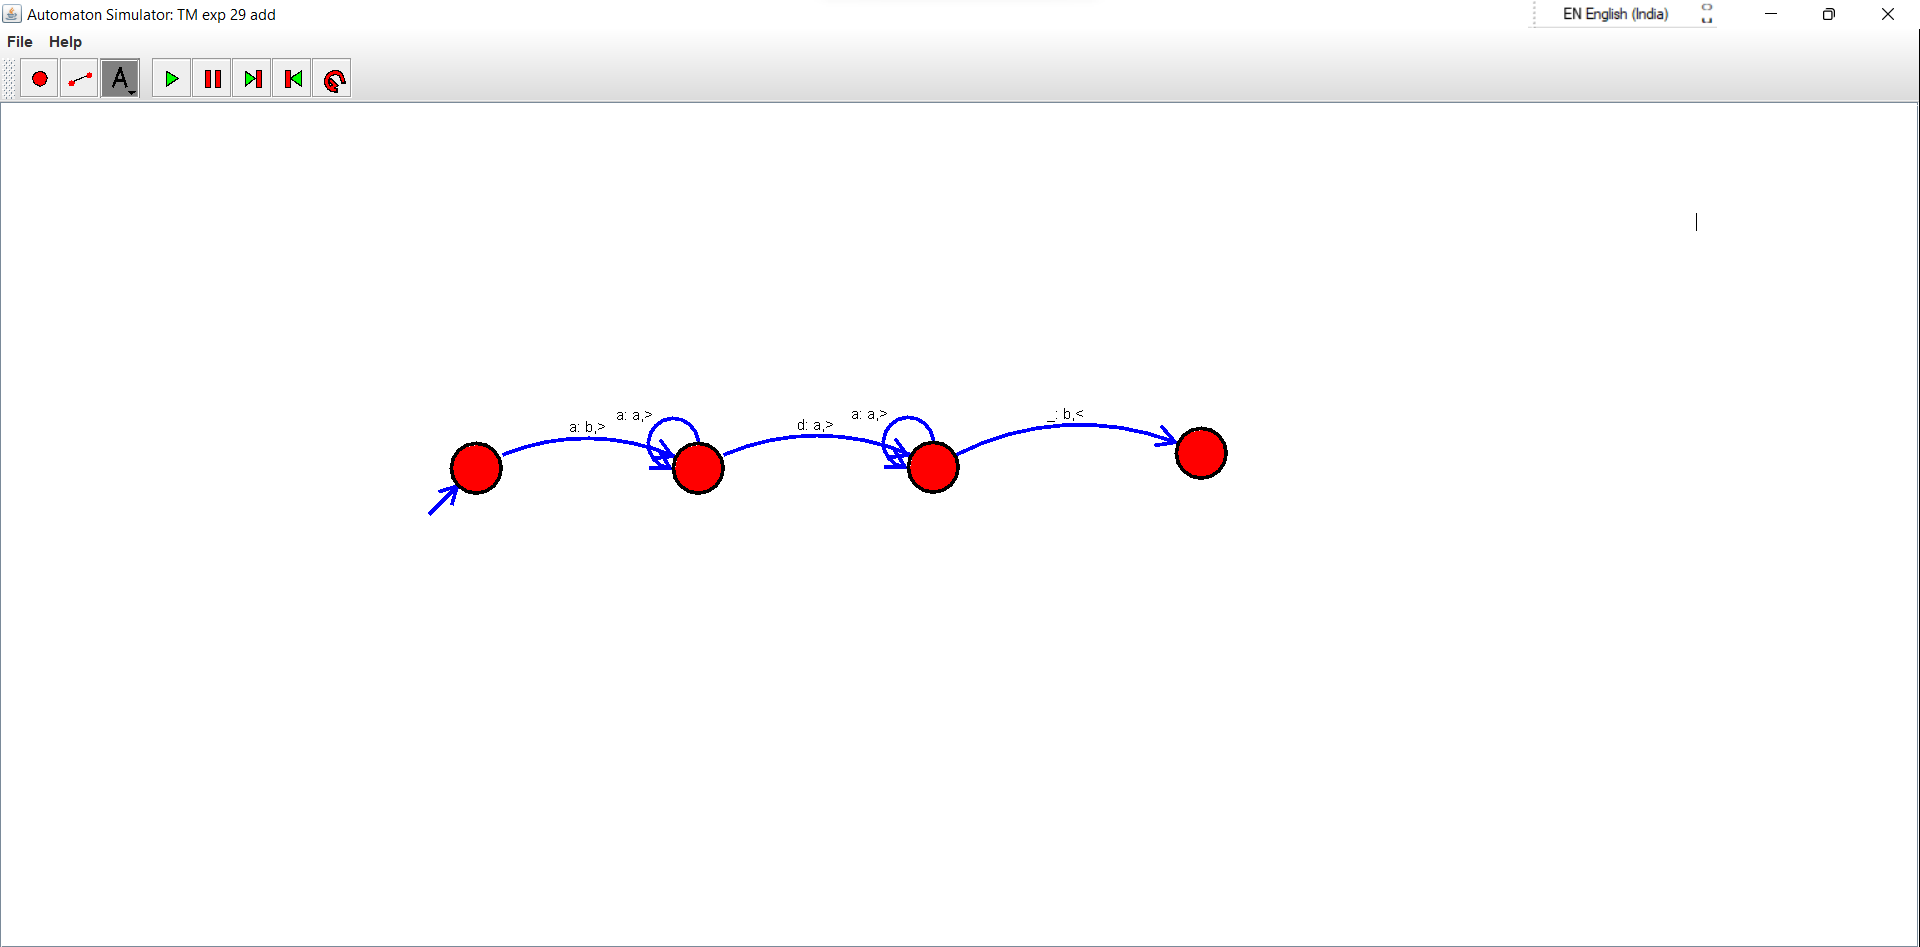 Automaton Simulator: TM exp 29 add
EN English (India)
File Help
A
a: b,>
a: a,>
d: a,>
a: a,>
_: b,<